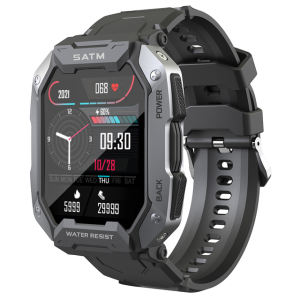 5ATM
2021 068
60%
09:30
10/28
SUN MON TUE WED THU FRI SAT
5999 29999
WATER RESIST
POWER
BACK